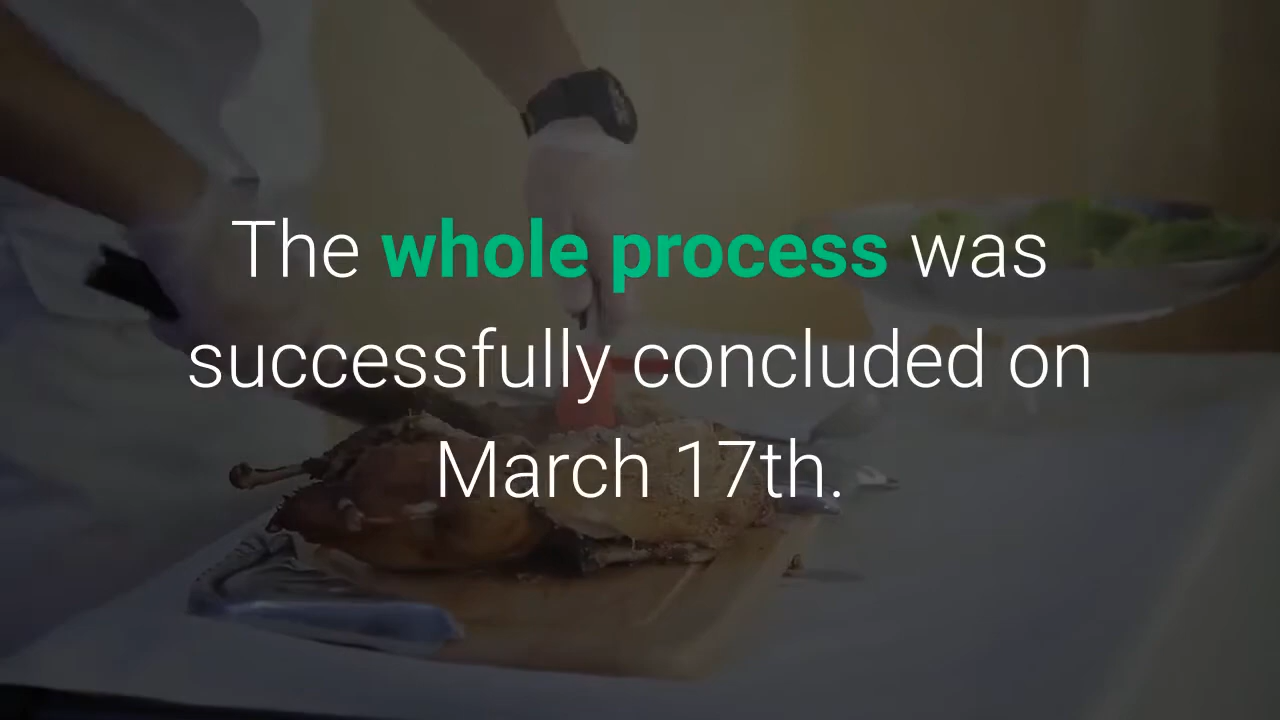 The whole process was
successfully concluded on
March 17th.